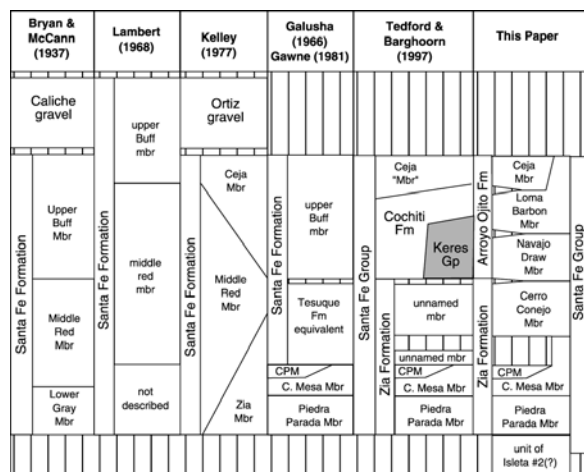 Bryan &
McCann
(1937)
Lambert
(1968)
Kelley
(1977)
Galusha
(1966)
Gawne (1981)
Tedford &
Barghoorn
(1997)
This Paper
Caliche
gravel
Santa Fe Formation
Upper
Buff
Mbr
Middle
Red
Mbr
Lower
Gray
Mbr
Santa Fe Formation
upper
Buff
mbr
middle
red
mbr
not
described
Ortiz
gravel
Santa Fe Formation
Ceja
Mbr
Middle
Red
Mbr
Zia
Mbr
Santa Fe Formation
upper
Buff
mbr
Tesuque
Fm
equivalent
CPM
C. Mesa Mbr
Piedra
Parada Mbr
Santa Fe Group
Ceja
"Mbr"
Cochiti
Fm
Keres
Gp
Zia Formation
unnamed
mbr
unnamed mbr
CPM
C. Mesa Mbr
Piedra
Parada Mbr
Arroyo Ojito Fm
Ceja
Mbr
Loma
Barbon
Mbr
Navajo
Draw
Mbr
Zia Formation
Cerro
Conejo
Mbr
CPM
C. Mesa Mbr
Piedra
Parada Mbr
unit of
Isleta #2(?)
Santa Fe Group